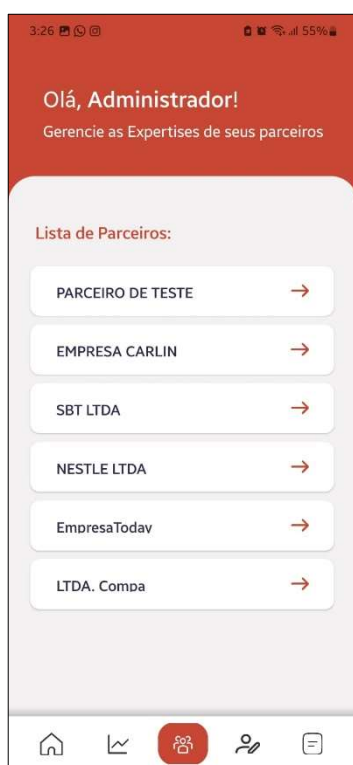 3:26 55%
Olá, Administrador!
Gerencie as Expertises de seus parceiros
Lista de Parceiros:
PARCEIRO DE TESTE
EMPRESA CARLIN
SBT LTDA
NESTLE LTDA
EmpresaToday
LTDA. Compa